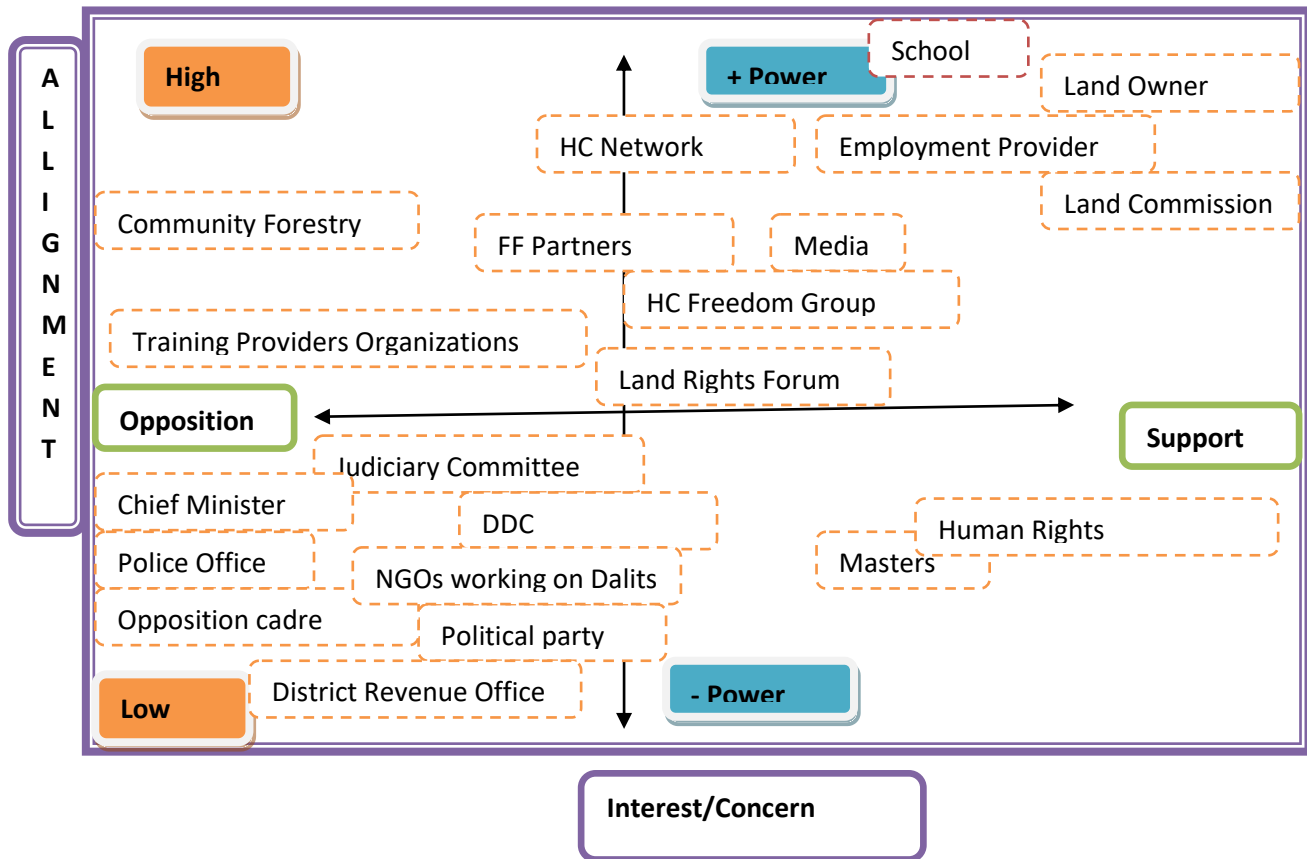 A
L
L
I
G
N
M
E
N
T
High
+ Power
School
Land Owner
HC Network
Employment Provider
Community Forestry
Land Commission
FF Partners
Media
HC Freedom Group
Training Providers Organizations
Land Rights Forum
Opposition
Support
Judiciary Committee
Chief Minister
DDC
Human Rights
Police Office
NGOs working on Dalits
Masters
Opposition cadre
Political party
District Revenue Office
Low
- Power
Interest/Concern